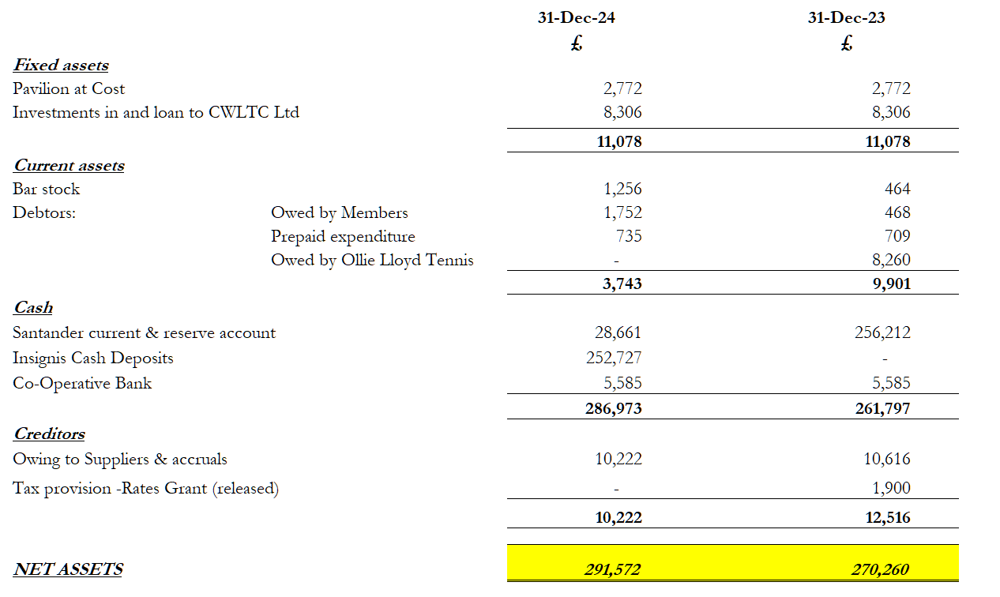 31-Dec-24 31-Dec-23
£ £
Fixed assets
Pavilion at Cost 2,772 2,772
Investments in and loan to CWLTC Ltd 8,306 8,306
11,078 11,078
Current assets
Bar stock 1,256 464
Debtors: Owed by Members 1,752 468
Prepaid expenditure 735 709
Owed by Ollie Lloyd Tennis - 8,260
3,743 9,901
Cash
Santander current & reserve account 28,661 256,212
Insignis Cash Deposits 252,727 -
Co-Operative Bank 5,585 5,585
286,973 261,797
Creditors
Owing to Suppliers & accruals 10,222 10,616
Tax provision -Rates Grant (released) - 1,900
10,222 12,516
NET ASSETS 291,572 270,260